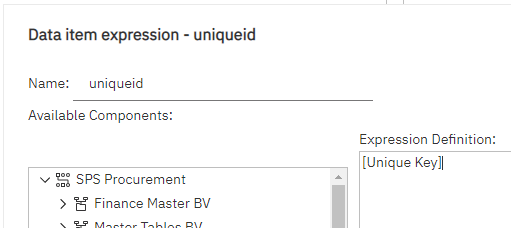 Data item expression - uniqueid
Name: uniqueid
Available Components:
Expression Definition:
[Unique Key]
SPS Procurement
Finance Master BV
Master Tables BV